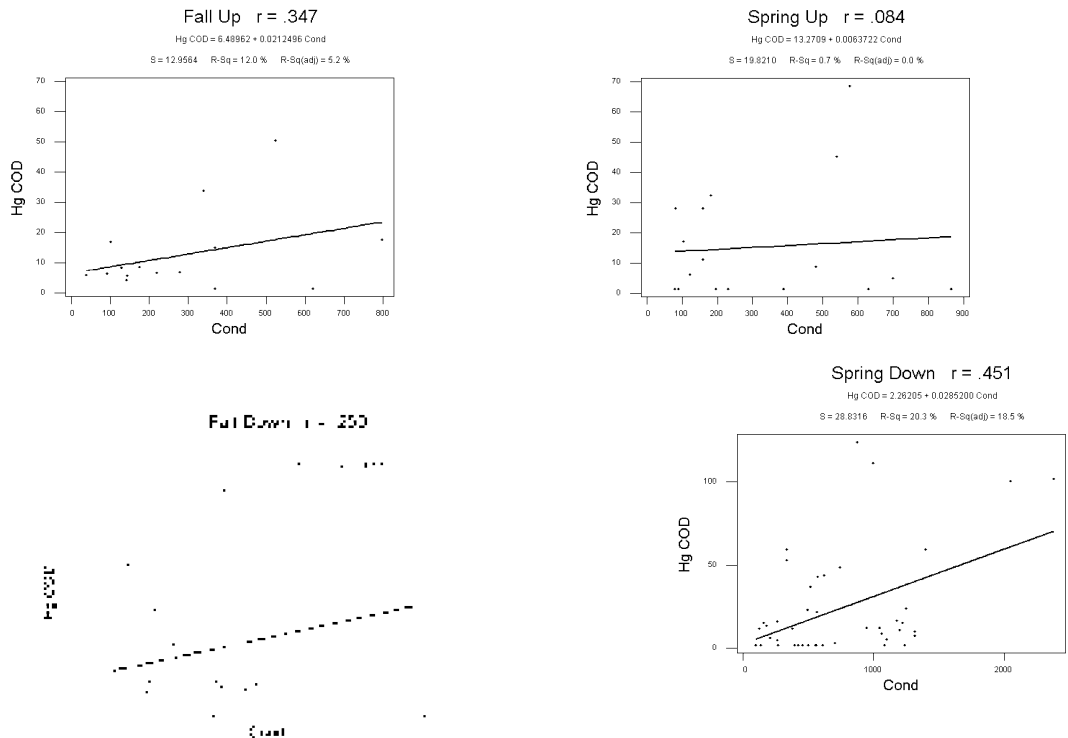 Fall Up r = .347
Hg COD = 6.48962 + 0.0212496 Cond
S = 12.9564 R-Sq = 12.0 % R-Sq(adj) = 5.2 %
70
60
50
40
30
20
10
0
Hg COD
0 100 200 300 400 500 600 700 800
Cond
Spring Up r = .084
Hg COD = 13.2709 + 0.0063722 Cond
S = 19.8210 R-Sq = 0.7 % R-Sq(adj) = 0.0 %
70
60
50
40
30
20
10
0
Hg COD
0 100 200 300 400 500 600 700 800 900
Cond
Fall Down r = .250
Spring Down r = .451
Hg COD = 2.26205 + 0.0285200 Cond
S = 28.8316 R-Sq = 20.3 % R-Sq(adj) = 18.5 %
100
50
0
Hg COD
0 1000 2000
Cond